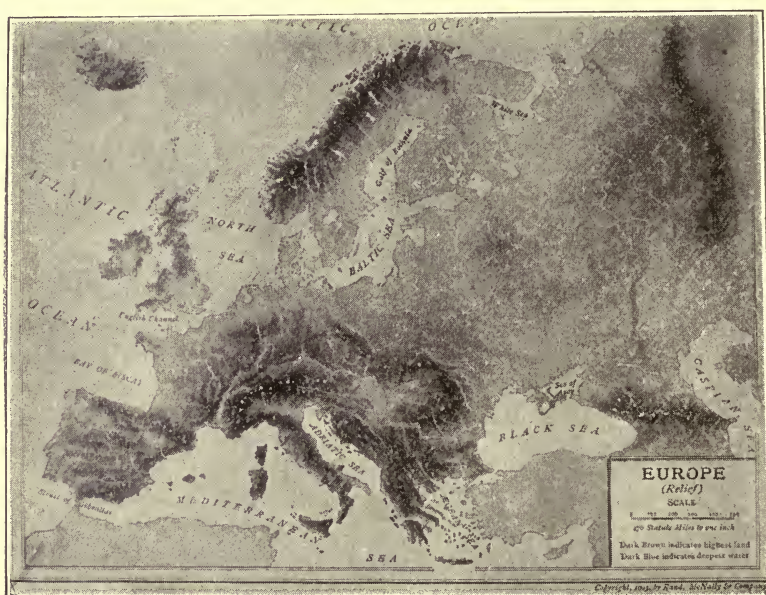 ARCTIC OCEAN
White Sea
Gulf of Bothnia
ATLANTIC
NORTH
SEA
BALTIC SEA
OCEAN
English Channel
BAY OF BISCAY
CASPIAN SEA
Sea of
BLACK SEA
ADRIATIC SEA
Strait of Gibraltar
MEDITERRANEAN
SEA
EUROPE
(Relief)
SCALE
Statute Miles to one inch
Dark Brown indicates highest land
Dark Blue indicates deepest water
Copyright, by Rand, McNally & Company